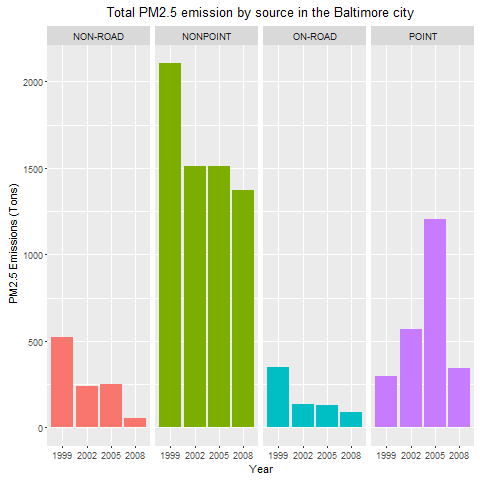 Total PM2.5 emission by source in the Baltimore city
NON-ROAD NONPOINT ON-ROAD POINT
2000
1500
1000
500
0
PM2.5 Emissions (Tons)
1999 2002 2005 2008 1999 2002 2005 2008 1999 2002 2005 2008 1999 2002 2005 2008
Year